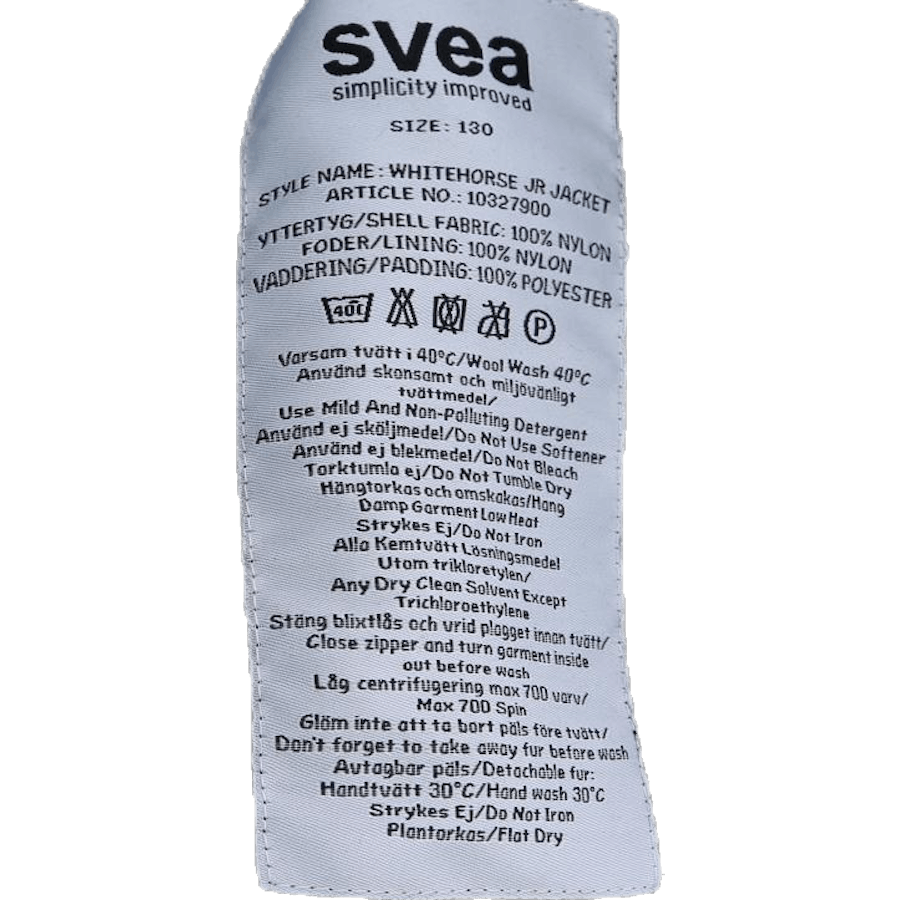 svea
simplicity improved
SIZE: 130
STYLE NAME: WHITEHORSE JR JACKET
ARTICLE NO.: 10327900
YTTERTYG/SHELL FABRIC: 100% NYLON
FODER/LINING: 100% NYLON
VADDERING/PADDING: 100% POLYESTER
40C P
Varsam tvätt i 40°C/Wool Wash 40°C
Använd skonsamt och miljövänligt
tvättmedel/
Use Mild And Non-Polluting Detergent
Använd ej sköljmedel/Do Not Use Softener
Använd ej blekmedel/Do Not Bleach
Torktumla ej/Do Not Tumble Dry
Hängtorkas och omskakas/Hang
Damp Garment Low Heat
Strykes Ej/Do Not Iron
Alla Kemtvätt Lösningsmedel
Utom trikloretylen/
Any Dry Clean Solvent Except
Trichloroethylene
Stäng blixtlås och vrid plagget innan tvätt/
Close zipper and turn garment inside
out before wash
Låg centrifugering max 700 varv/
Max 700 Spin
Glöm inte att ta bort päls före tvätt/
Don't forget to take away fur before wash
Avtagbar päls/Detachable fur:
Handtvätt 30°C/Hand wash 30°C
Strykes Ej/Do Not Iron
Plantorkas/Flat Dry